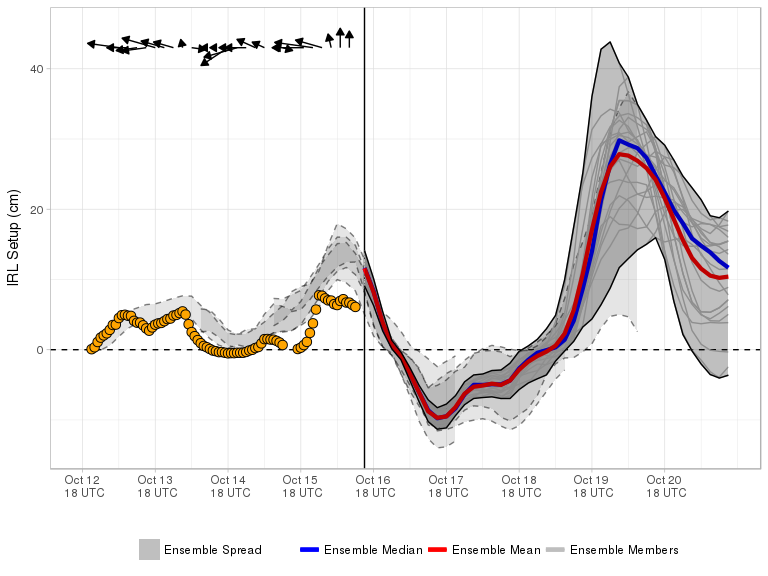 40
20
0
IRL Setup (cm)
Oct 12 Oct 13 Oct 14 Oct 15 Oct 16 Oct 17 Oct 18 Oct 19 Oct 20
18 UTC 18 UTC 18 UTC 18 UTC 18 UTC 18 UTC 18 UTC 18 UTC 18 UTC
Ensemble Spread Ensemble Median Ensemble Mean Ensemble Members